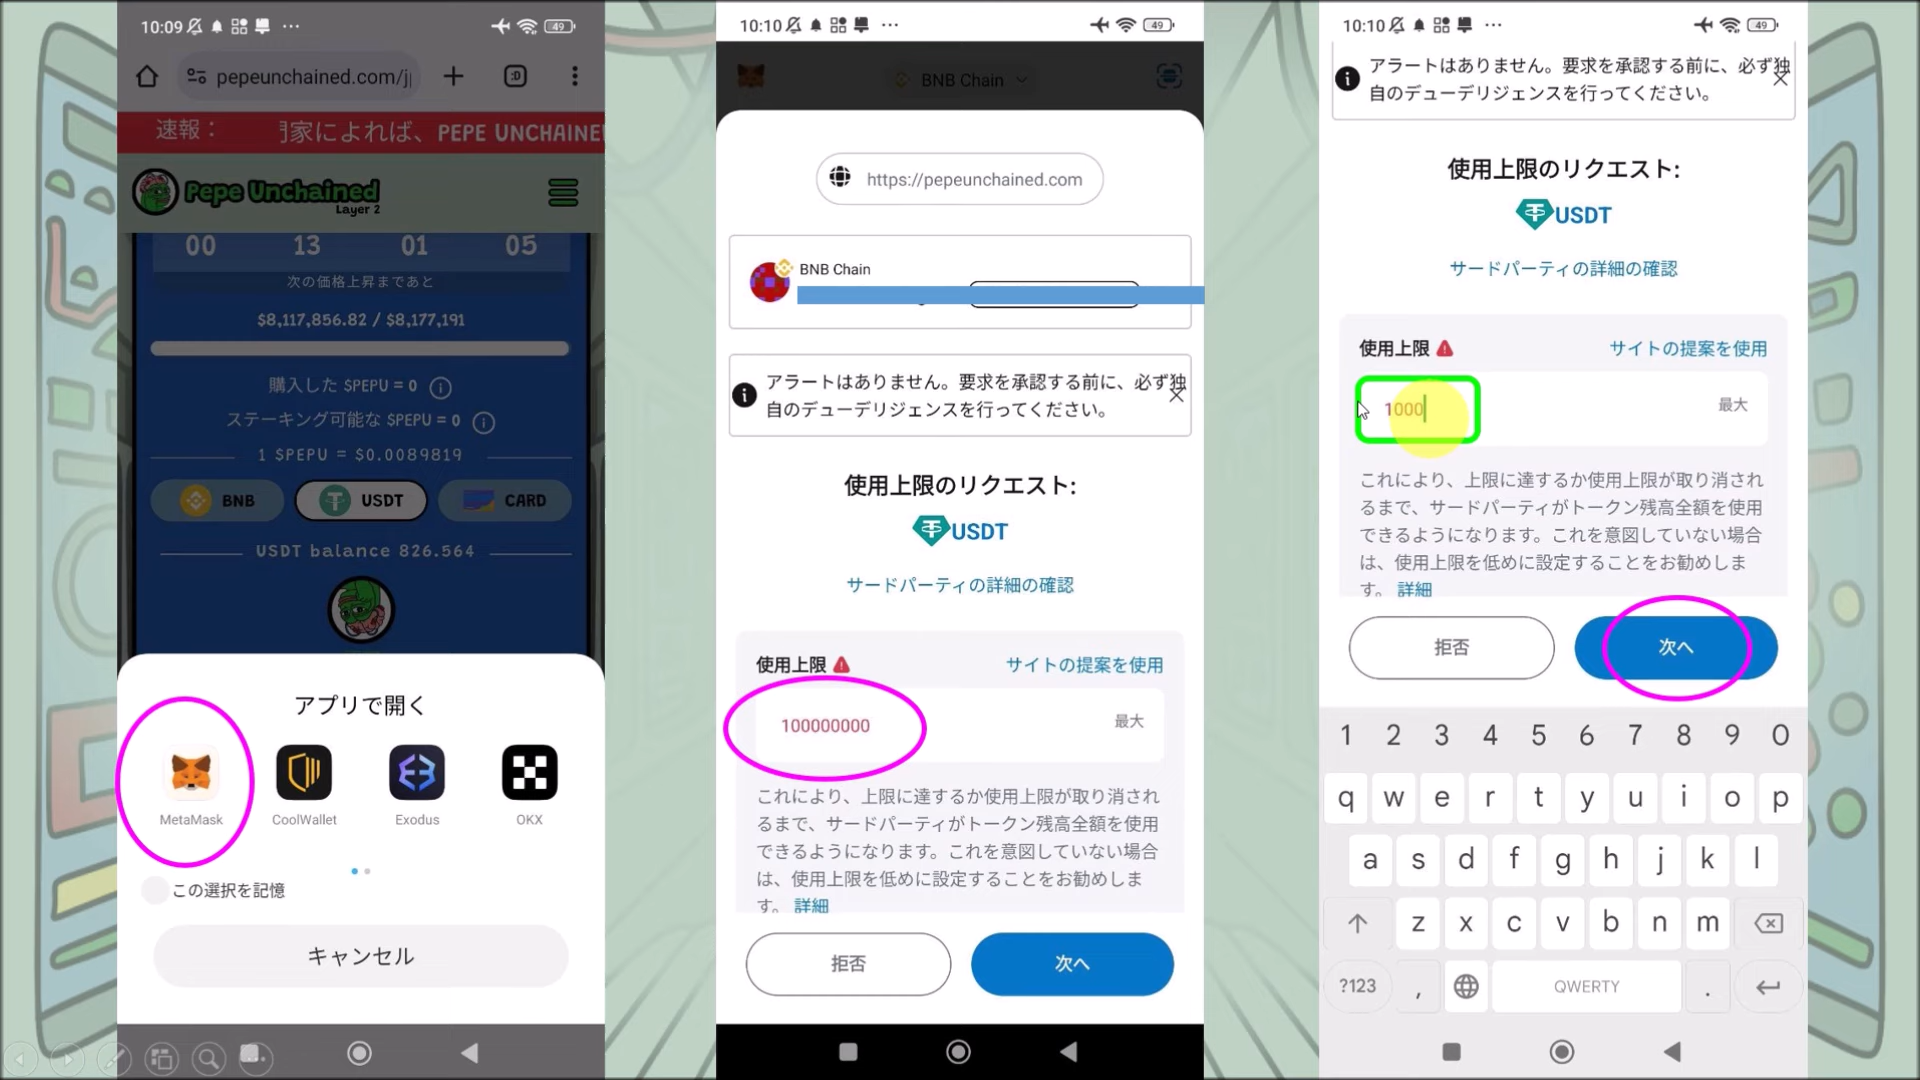 10:09
49
pepeunchained.com/j
速報：
家によれば、PEPE UNCHAINE
Pepe Unchained
Layer 2
00 13 01 05
次の価格上昇まであと
$8,117,856.82 / $8,177,191
購入した $PEPU = 0
ステーキング可能な $PEPU = 0
1 $PEPU = $0.0089819
BNB
USDT
CARD
USDT balance 826.564
アプリで開く
MetaMask
CoolWallet
Exodus
OKX
この選択を記憶
キャンセル
10:10
49
BNB Chain
https://pepeunchained.com
BNB Chain
アラートはありません。要求を承認する前に、必ず独
自のデューデリジェンスを行ってください。
使用上限のリクエスト:
USDT
サードパーティの詳細の確認
使用上限
サイトの提案を使用
100000000
最大
これにより、上限に達するか使用上限が取り消され
るまで、サードパーティがトークン残高全額を使用
できるようになります。これを意図していない場合
は、使用上限を低めに設定することをお勧めしま
す。 詳細
拒否
次へ
10:10
49
アラートはありません。要求を承認する前に、必ず独
自のデューデリジェンスを行ってください。
使用上限のリクエスト:
USDT
サードパーティの詳細の確認
使用上限
サイトの提案を使用
1000
最大
これにより、上限に達するか使用上限が取り消され
るまで、サードパーティがトークン残高全額を使用
できるようになります。これを意図していない場合
は、使用上限を低めに設定することをお勧めしま
す。 詳細
拒否
次へ
1 2 3 4 5 6 7 8 9 0
q w e r t y u i o p
a s d f g h j k l
z x c v b n m
?123 , QWERTY .